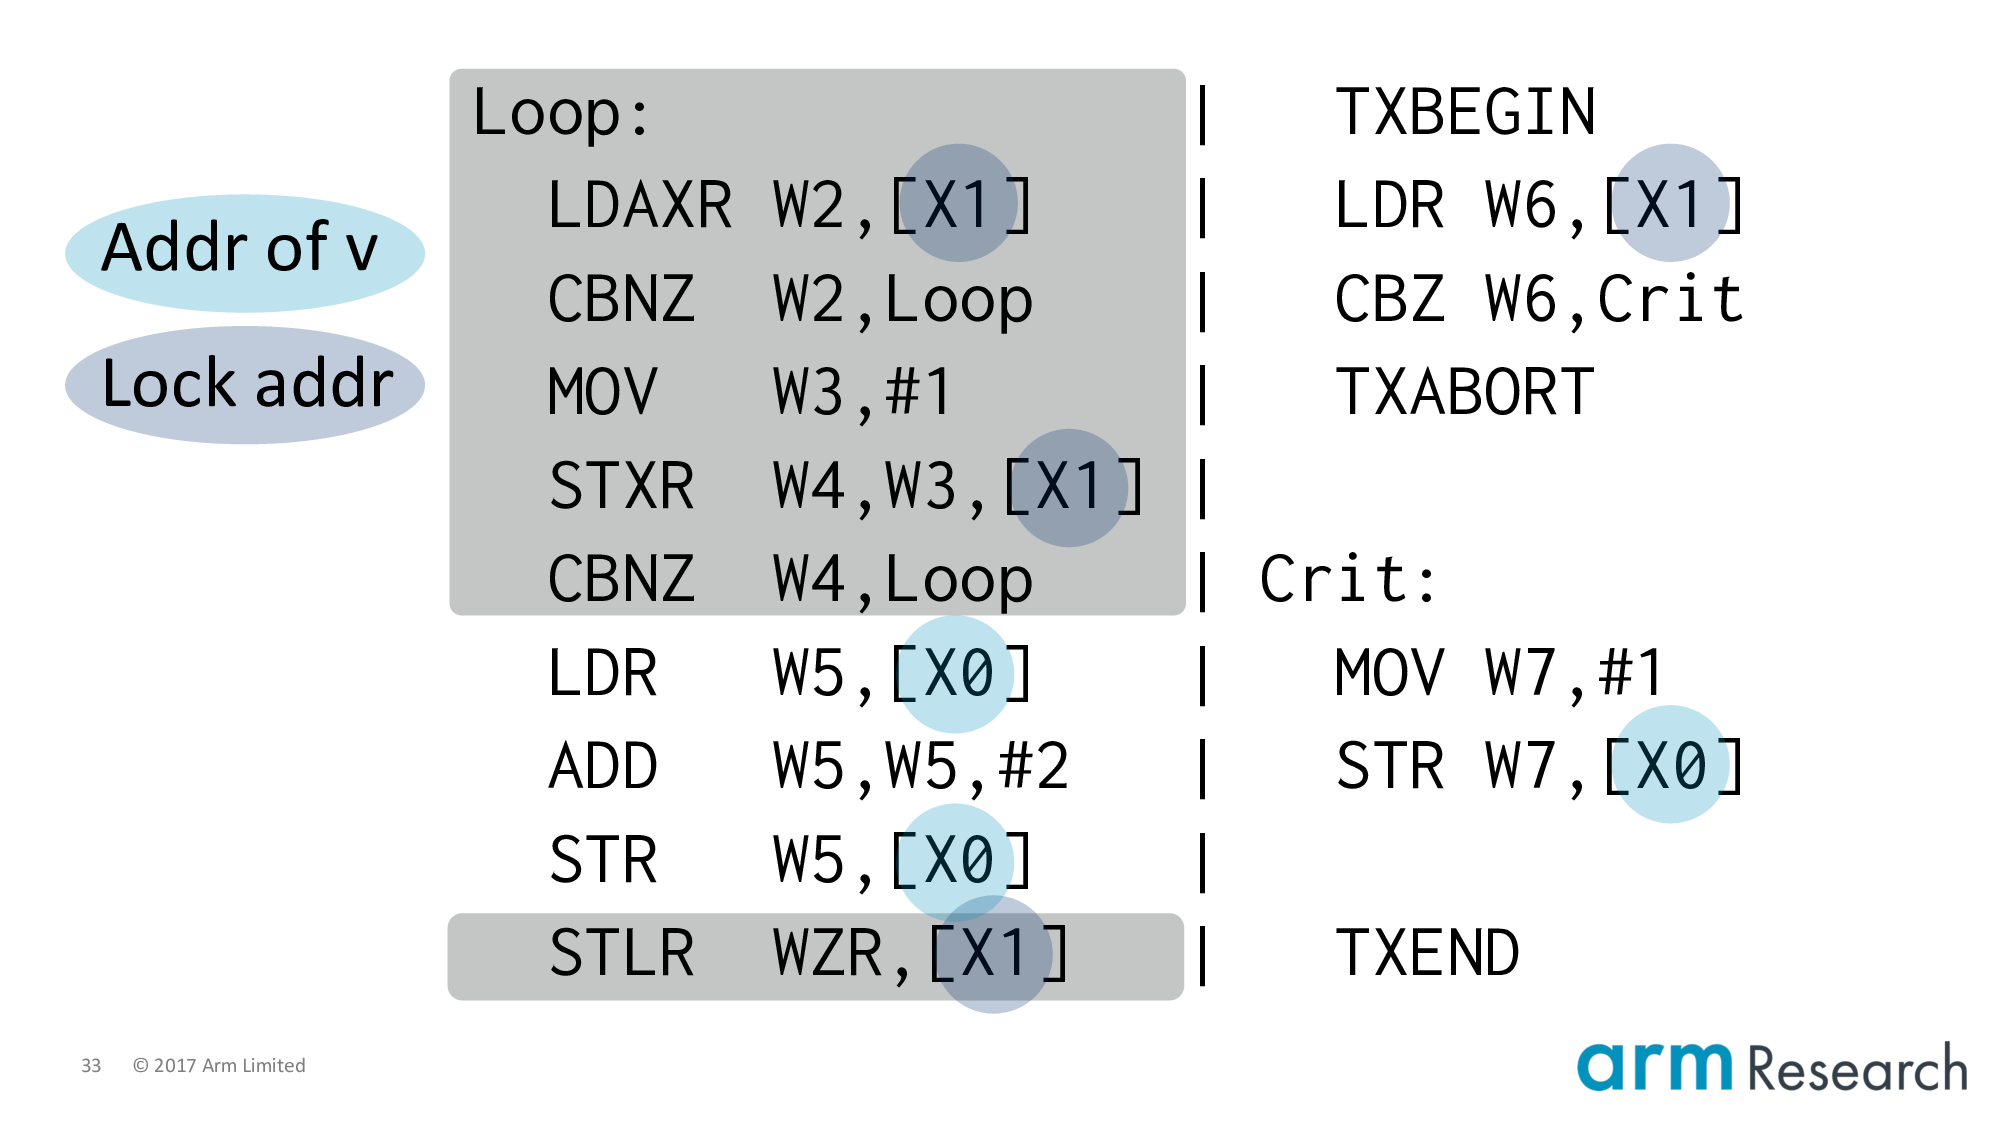 Addr of v
Lock addr
Loop: | TXBEGIN
LDAXR W2,[X1] | LDR W6,[X1]
CBNZ W2,Loop | CBZ W6,Crit
MOV W3,#1 | TXABORT
STXR W4,W3,[X1] |
CBNZ W4,Loop | Crit:
LDR W5,[X0] | MOV W7,#1
ADD W5,W5,#2 | STR W7,[X0]
STR W5,[X0] |
STLR WZR,[X1] | TXEND
33 © 2017 Arm Limited
arm Research